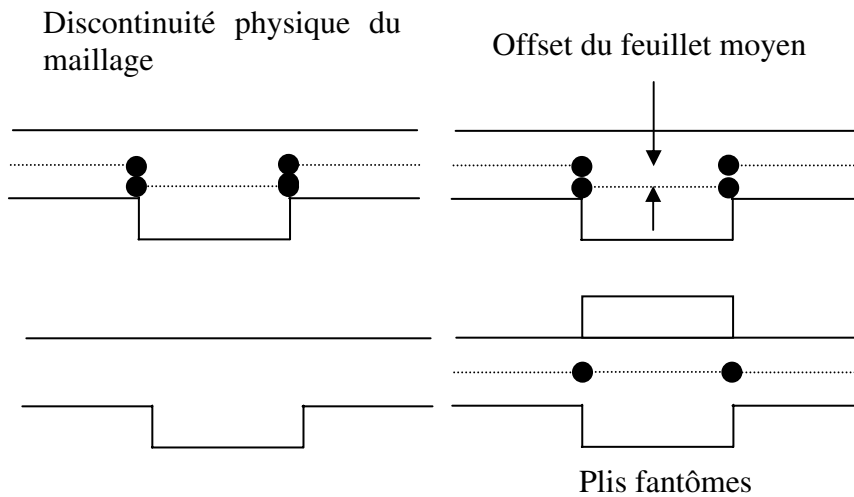 Discontinuité physique du
maillage
Offset du feuillet moyen
Plis fantômes